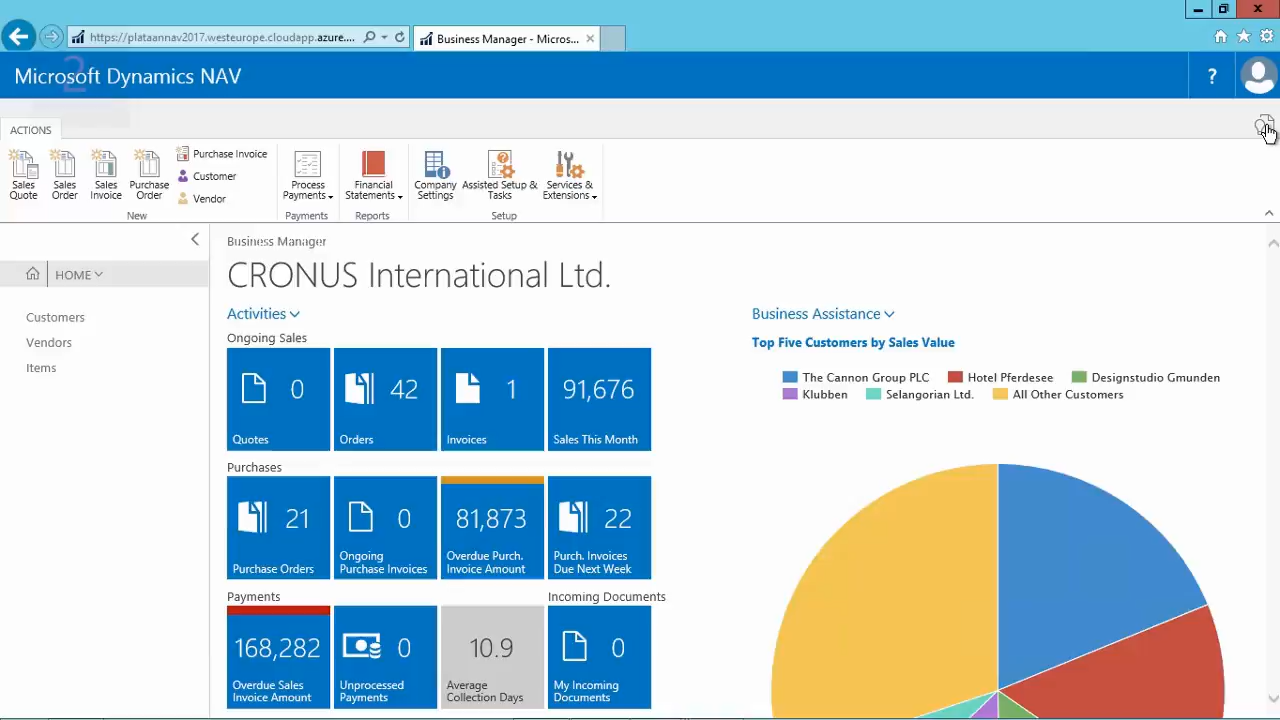 https://plataannav2017.westeurope.cloudapp.azure....
Business Manager - Micros...
Microsoft Dynamics NAV
2
?
ACTIONS
Sales Quote
Sales Order
Sales Invoice
Purchase Order
Purchase Invoice
Customer
Vendor
New
Process Payments
Payments
Financial Statements
Reports
Company Settings
Assisted Setup & Tasks
Services & Extensions
Setup
HOME
Customers
Vendors
Items
Business Manager
CRONUS International Ltd.
Activities
Ongoing Sales
0
Quotes
42
Orders
1
Invoices
91,676
Sales This Month
Purchases
21
Purchase Orders
0
Ongoing
Purchase Invoices
81,873
Overdue Purch.
Invoice Amount
22
Purch. Invoices
Due Next Week
Payments
Incoming Documents
168,282
Overdue Sales
Invoice Amount
0
Unprocessed
Payments
10.9
Average
Collection Days
0
My Incoming
Documents
Business Assistance
Top Five Customers by Sales Value
The Cannon Group PLC
Hotel Pferdesee
Designstudio Gmunden
Klubben
Selangorian Ltd.
All Other Customers